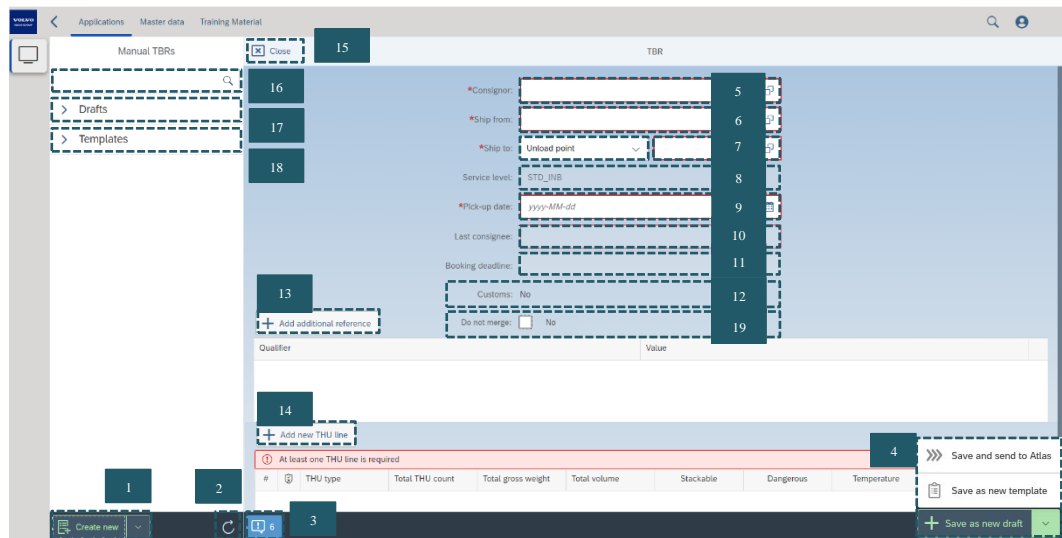 VOLVO
Applications Master data Training Material
Manual TBRs
Close
15
TBR
16
*Consignor:
5
Drafts
17
*Ship from:
6
Templates
18
*Ship to: Unload point
7
Service level: STD_INB
8
*Pick-up date: yyyy-MM-dd
9
Last consignee:
10
Booking deadline:
11
13
Customs: No
12
Add additional reference
Do not merge: No
19
Qualifier Value
14
Add new THU line
At least one THU line is required
# THU type Total THU count Total gross weight Total volume Stackable Dangerous Temperature
4
Save and send to Atlas
Save as new template
Save as new draft
1
2
3
Create new
6